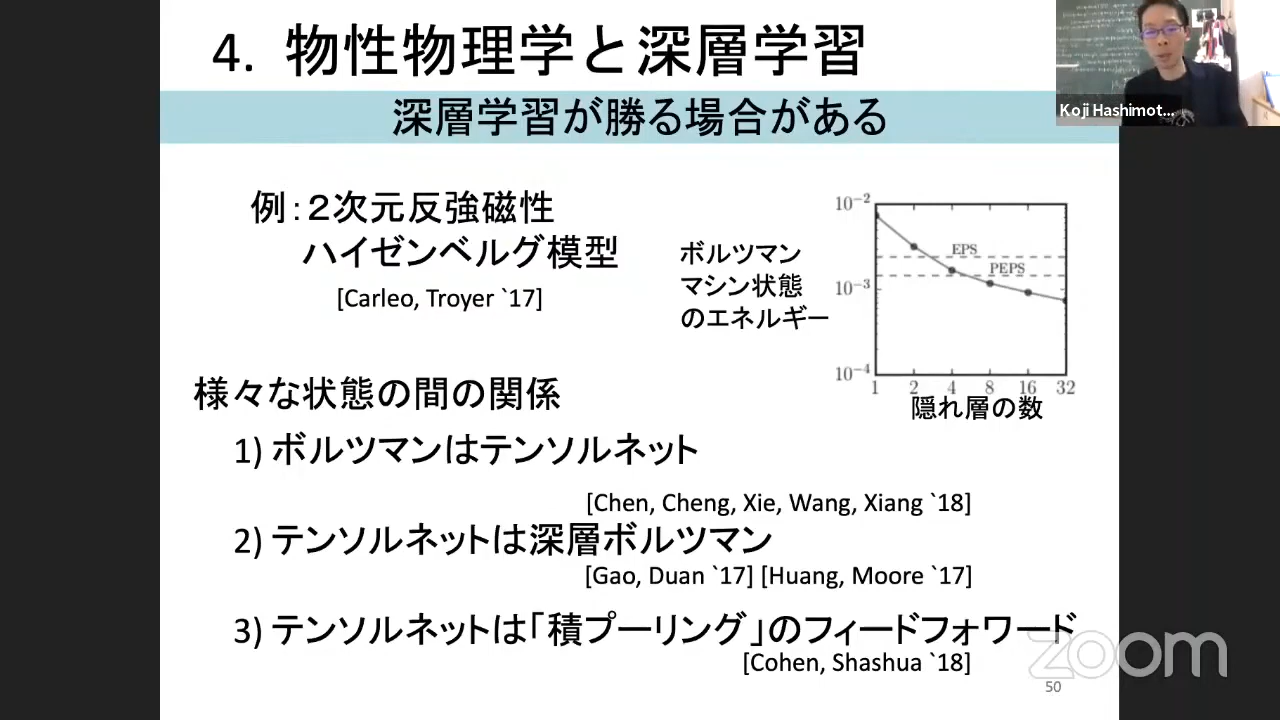 4. 物性物理学と深層学習
深層学習が勝る場合がある
Koji Hashimot...
例：２次元反強磁性
ハイゼンベルグ模型
[Carleo, Troyer `17]
ボルツマン
マシン状態
のエネルギー
10⁻²
10⁻³
10⁻⁴
EPS
PEPS
1 2 4 8 16 32
隠れ層の数
様々な状態の間の関係
1) ボルツマンはテンソルネット
[Chen, Cheng, Xie, Wang, Xiang `18]
2) テンソルネットは深層ボルツマン
[Gao, Duan `17] [Huang, Moore `17]
3) テンソルネットは「積プーリング」のフィードフォワード
[Cohen, Shashua `18]
zoom
50